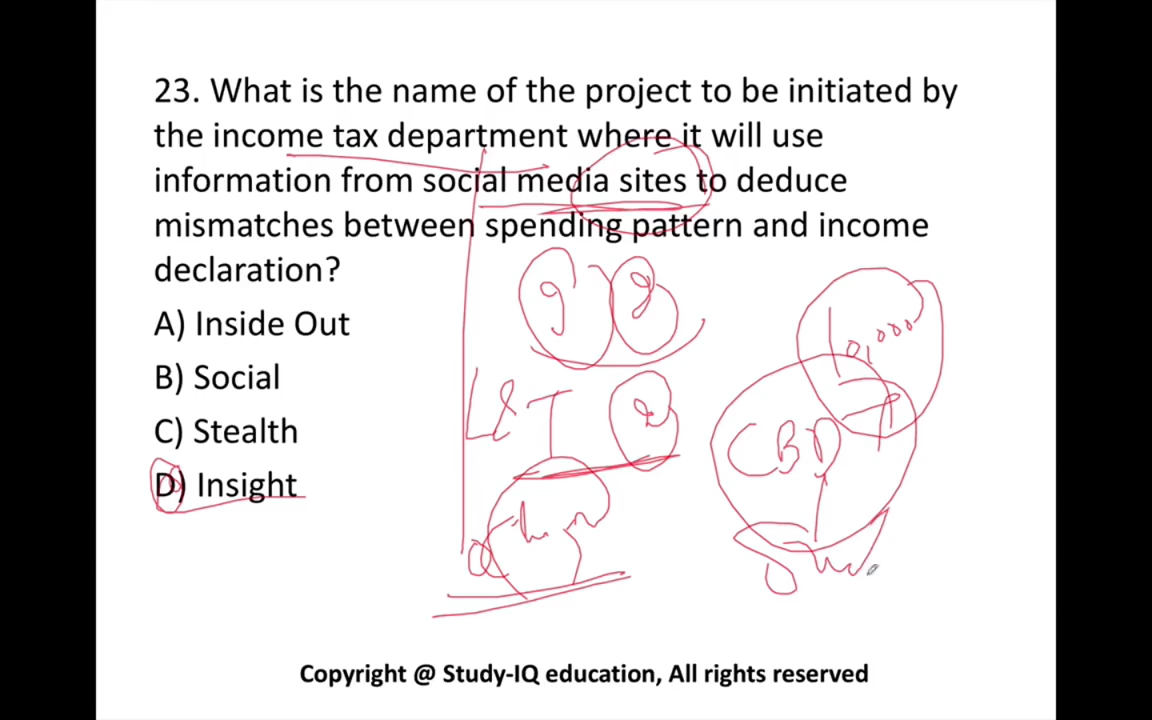 23. What is the name of the project to be initiated by
the income tax department where it will use
information from social media sites to deduce
mismatches between spending pattern and income
declaration?
A) Inside Out
B) Social
C) Stealth
D) Insight
L&T
CBDT
Copyright @ Study-IQ education, All rights reserved